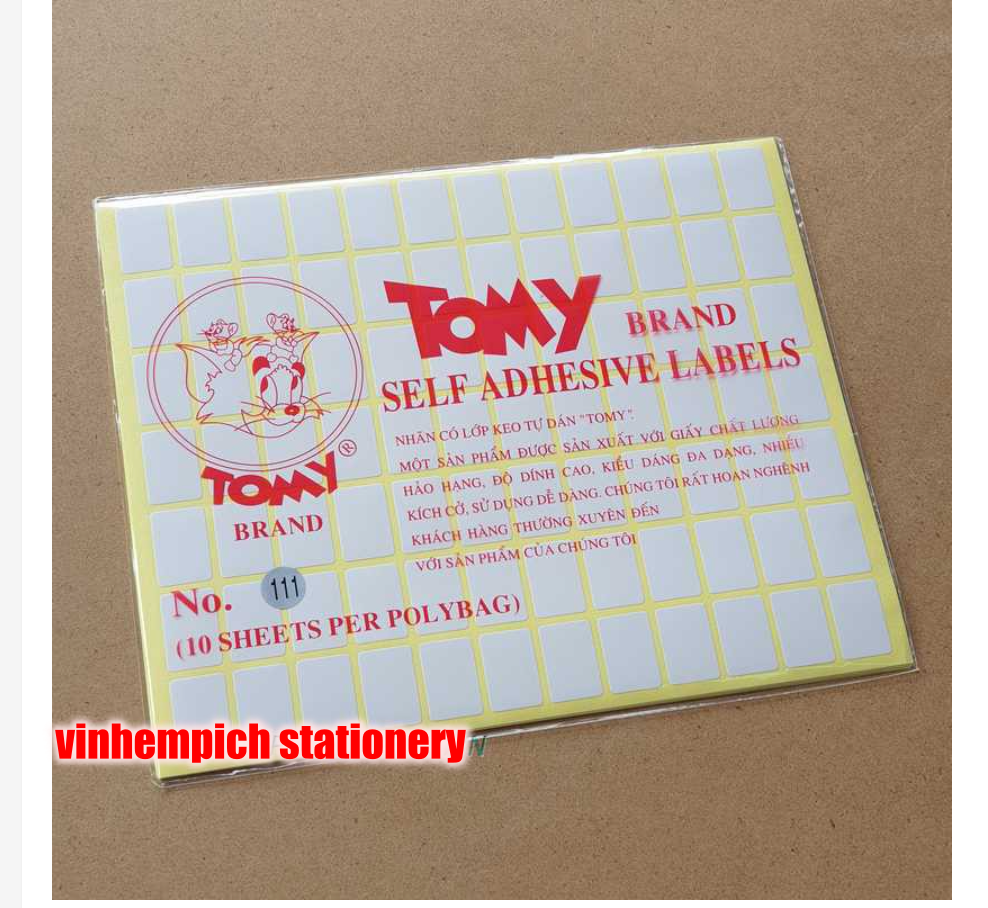 TOMY
BRAND
SELF ADHESIVE LABELS
NHÃN CÓ LỚP KEO TỰ DÁN "TOMY".
MỘT SẢN PHẨM ĐƯỢC SẢN XUẤT VỚI GIẤY CHẤT LƯỢNG
HẢO HẠNG, ĐỘ DÍNH CAO, KIỂU DÁNG ĐA DẠNG, NHIỀU
KÍCH CỠ, SỬ DỤNG DỄ DÀNG. CHÚNG TÔI RẤT HOAN NGHÊNH
KHÁCH HÀNG THƯỜNG XUYÊN ĐẾN
VỚI SẢN PHẨM CỦA CHÚNG TÔI
TOMY ®
BRAND
No. 111
(10 SHEETS PER POLYBAG)
vinhempich stationery